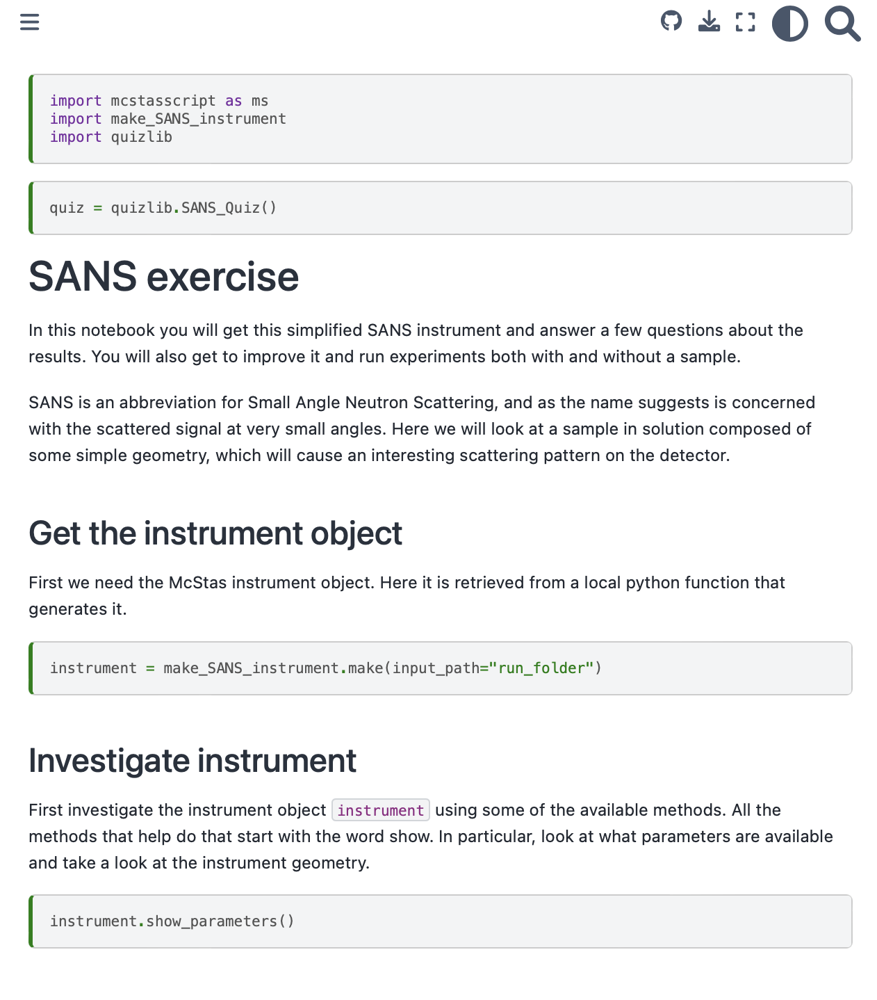 import mcstasscript as ms
import make_SANS_instrument
import quizlib
quiz = quizlib.SANS_Quiz()
SANS exercise
In this notebook you will get this simplified SANS instrument and answer a few questions about the
results. You will also get to improve it and run experiments both with and without a sample.
SANS is an abbreviation for Small Angle Neutron Scattering, and as the name suggests is concerned
with the scattered signal at very small angles. Here we will look at a sample in solution composed of
some simple geometry, which will cause an interesting scattering pattern on the detector.
Get the instrument object
First we need the McStas instrument object. Here it is retrieved from a local python function that
generates it.
instrument = make_SANS_instrument.make(input_path="run_folder")
Investigate instrument
First investigate the instrument object instrument using some of the available methods. All the
methods that help do that start with the word show. In particular, look at what parameters are available
and take a look at the instrument geometry.
instrument.show_parameters()